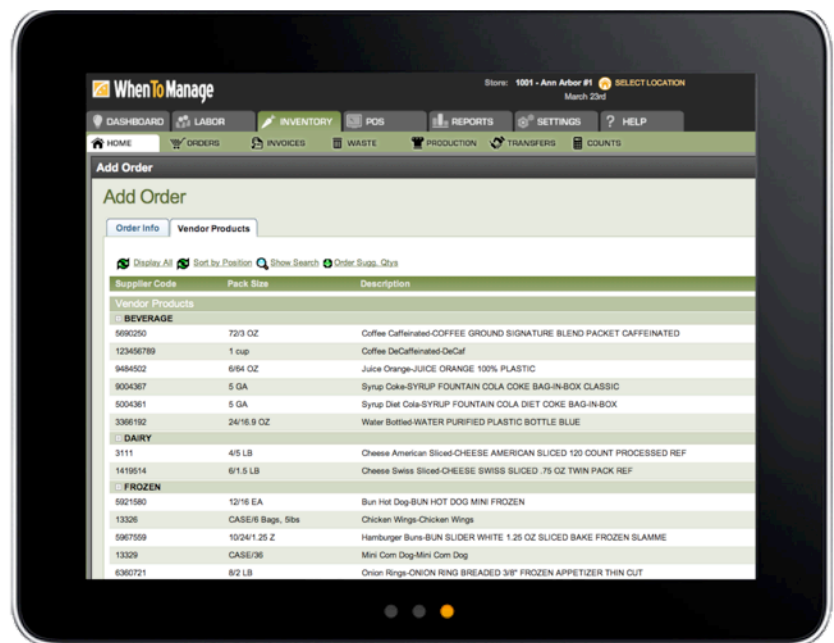 WhenToManage
Store: 1001 - Ann Arbor #1 SELECT LOCATION
March 23rd
DASHBOARD LABOR INVENTORY POS REPORTS SETTINGS ? HELP
HOME ORDERS INVOICES WASTE PRODUCTION TRANSFERS COUNTS
Add Order
Add Order
Order Info Vendor Products
Display All Sort by Position Show Search Order Sugg. Qtys
Supplier Code Pack Size Description
Vendor Products
BEVERAGE
5690250 72/3 OZ Coffee Caffeinated-COFFEE GROUND SIGNATURE BLEND PACKET CAFFEINATED
123456789 1 cup Coffee DeCaffeinated-DeCaf
9484502 6/64 OZ Juice Orange-JUICE ORANGE 100% PLASTIC
9004367 5 GA Syrup Coke-SYRUP FOUNTAIN COLA COKE BAG-IN-BOX CLASSIC
5004361 5 GA Syrup Diet Cola-SYRUP FOUNTAIN COLA DIET COKE BAG-IN-BOX
3366192 24/16.9 OZ Water Bottled-WATER PURIFIED PLASTIC BOTTLE BLUE
DAIRY
3111 4/5 LB Cheese American Sliced-CHEESE AMERICAN SLICED 120 COUNT PROCESSED REF
1419514 6/1.5 LB Cheese Swiss Sliced-CHEESE SWISS SLICED .75 OZ TWIN PACK REF
FROZEN
5921580 12/16 EA Bun Hot Dog-BUN HOT DOG MINI FROZEN
13326 CASE/6 Bags, 5lbs Chicken Wings-Chicken Wings
5967559 10/24/1.25 Z Hamburger Buns-BUN SLIDER WHITE 1.25 OZ SLICED BAKE FROZEN SLAMME
13329 CASE/36 Mini Corn Dog-Mini Corn Dog
6360721 8/2 LB Onion Rings-ONION RING BREADED 3/8" FROZEN APPETIZER THIN CUT